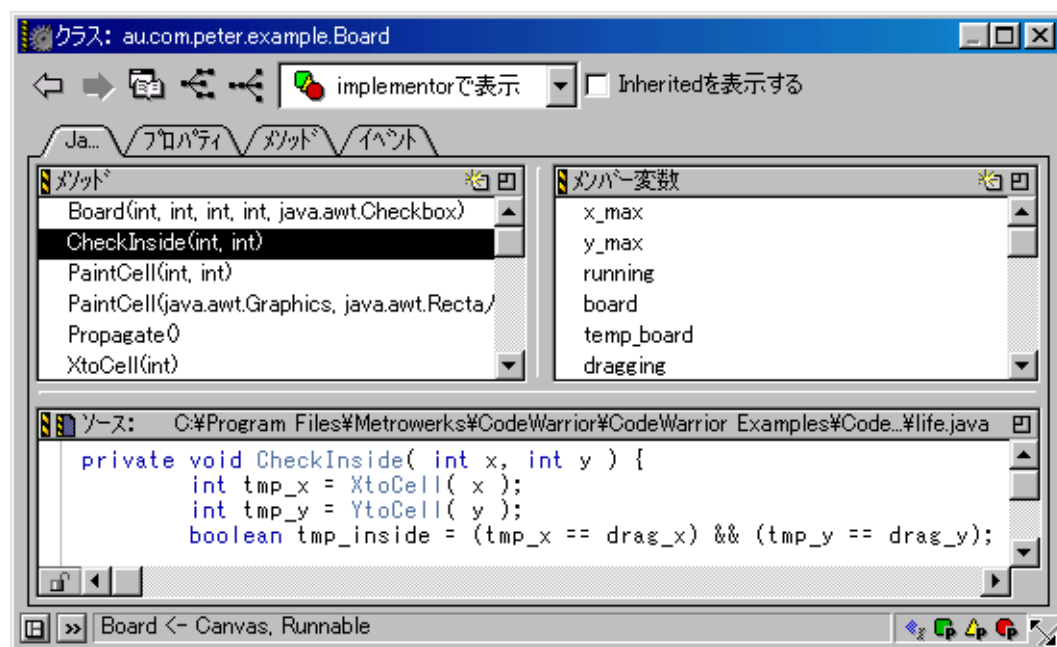 クラス: au.com.peter.example.Board
implementorで表示
Inheritedを表示する
Ja...
プロパティ
メソッド
イベント
メソッド
Board(int, int, int, int, java.awt.Checkbox)
CheckInside(int, int)
PaintCell(int, int)
PaintCell(java.awt.Graphics, java.awt.Recta
Propagate()
XtoCell(int)
メンバー変数
x_max
y_max
running
board
temp_board
dragging
ソース: C:¥Program Files¥Metrowerks¥CodeWarrior¥CodeWarrior Examples¥Code...¥life.java
private void CheckInside( int x, int y ) {
int tmp_x = XtoCell( x );
int tmp_y = YtoCell( y );
boolean tmp_inside = (tmp_x == drag_x) && (tmp_y == drag_y);
Board <- Canvas, Runnable